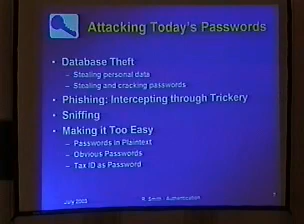 Attacking Today's Passwords
• Database Theft
– Stealing personal data
– Stealing and cracking passwords
• Phishing: Intercepting through Trickery
• Sniffing
• Making it Too Easy
– Passwords in Plaintext
– Obvious Passwords
– Tax ID as Password
July 2003
R. Smith - Authentication